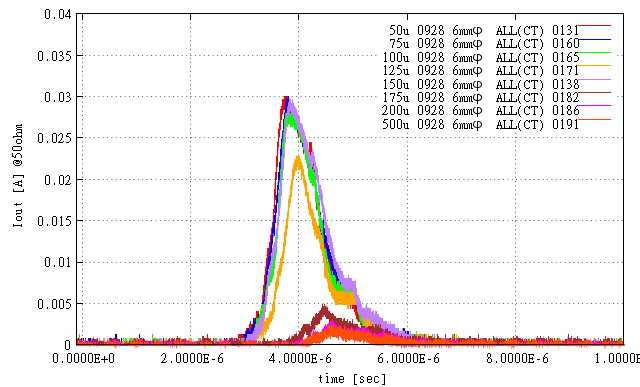 0.04
50u 0928 6mmφ ALL(CT) 0131
75u 0928 6mmφ ALL(CT) 0160
100u 0928 6mmφ ALL(CT) 0165
125u 0928 6mmφ ALL(CT) 0171
150u 0928 6mmφ ALL(CT) 0138
175u 0928 6mmφ ALL(CT) 0182
200u 0928 6mmφ ALL(CT) 0186
500u 0928 6mmφ ALL(CT) 0191
0.035
0.03
0.025
0.02
0.015
0.01
0.005
0
Iout [A] @50ohm
0.0000E+0 2.0000E-6 4.0000E-6 6.0000E-6 8.0000E-6 10.000
time [sec]